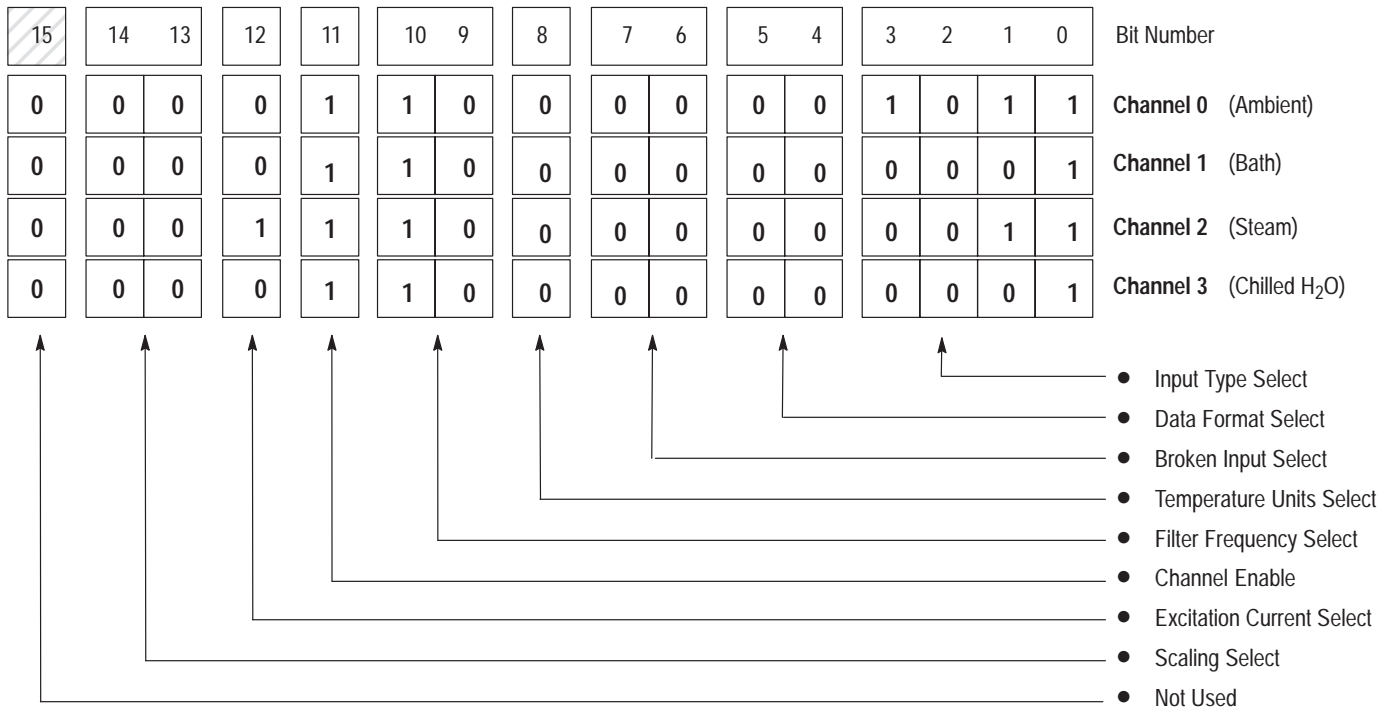 15 14 13 12 11 10 9 8 7 6 5 4 3 2 1 0 Bit Number
0 0 0 0 1 1 0 0 0 0 0 0 1 0 1 1 Channel 0 (Ambient)
0 0 0 0 1 1 0 0 0 0 0 0 0 0 0 1 Channel 1 (Bath)
0 0 0 1 1 1 0 0 0 0 0 0 0 0 1 1 Channel 2 (Steam)
0 0 0 0 1 1 0 0 0 0 0 0 0 0 0 1 Channel 3 (Chilled H₂O)
● Input Type Select
● Data Format Select
● Broken Input Select
● Temperature Units Select
● Filter Frequency Select
● Channel Enable
● Excitation Current Select
● Scaling Select
● Not Used